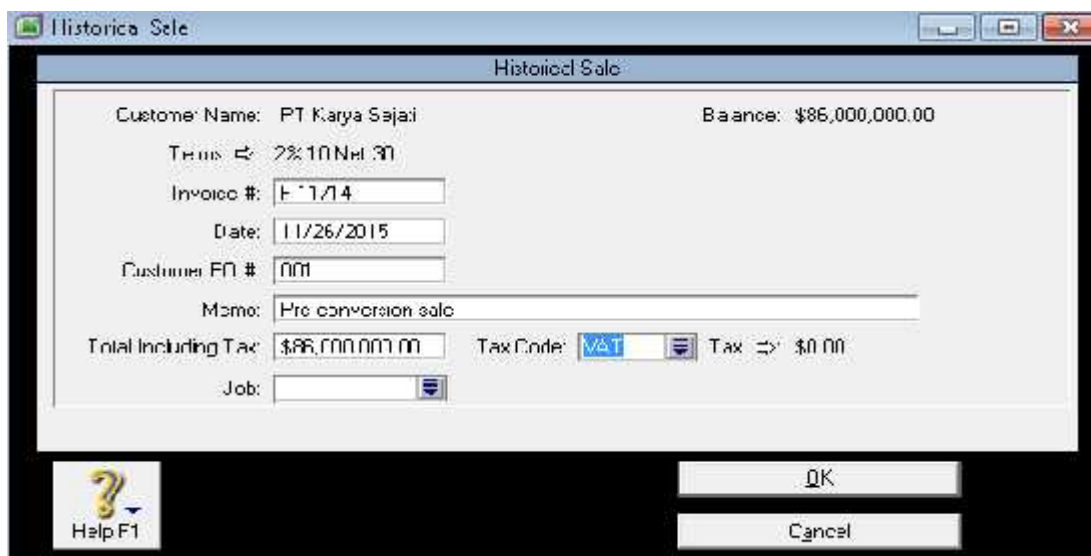 Historical Sale
Historical Sale
Customer Name: PT Karya Sejati Balance: $86,000,000.00
Terms 2% 10 Net 30
Invoice #:
Date: 11/26/2015
Customer PO # 001
Memo: Pre-conversion sale
Total Including Tax: $86,000,000.00 Tax Code: VAT Tax $0.00
Job:
OK
Help F1
Cancel